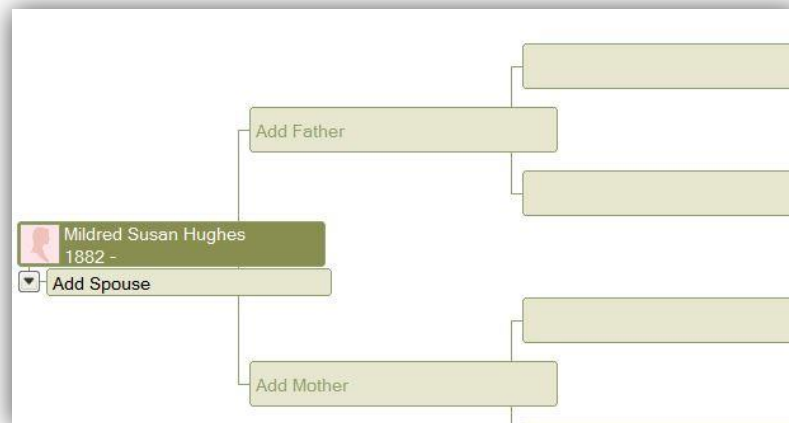 Add Father
Mildred Susan Hughes
1882 -
Add Spouse
Add Mother